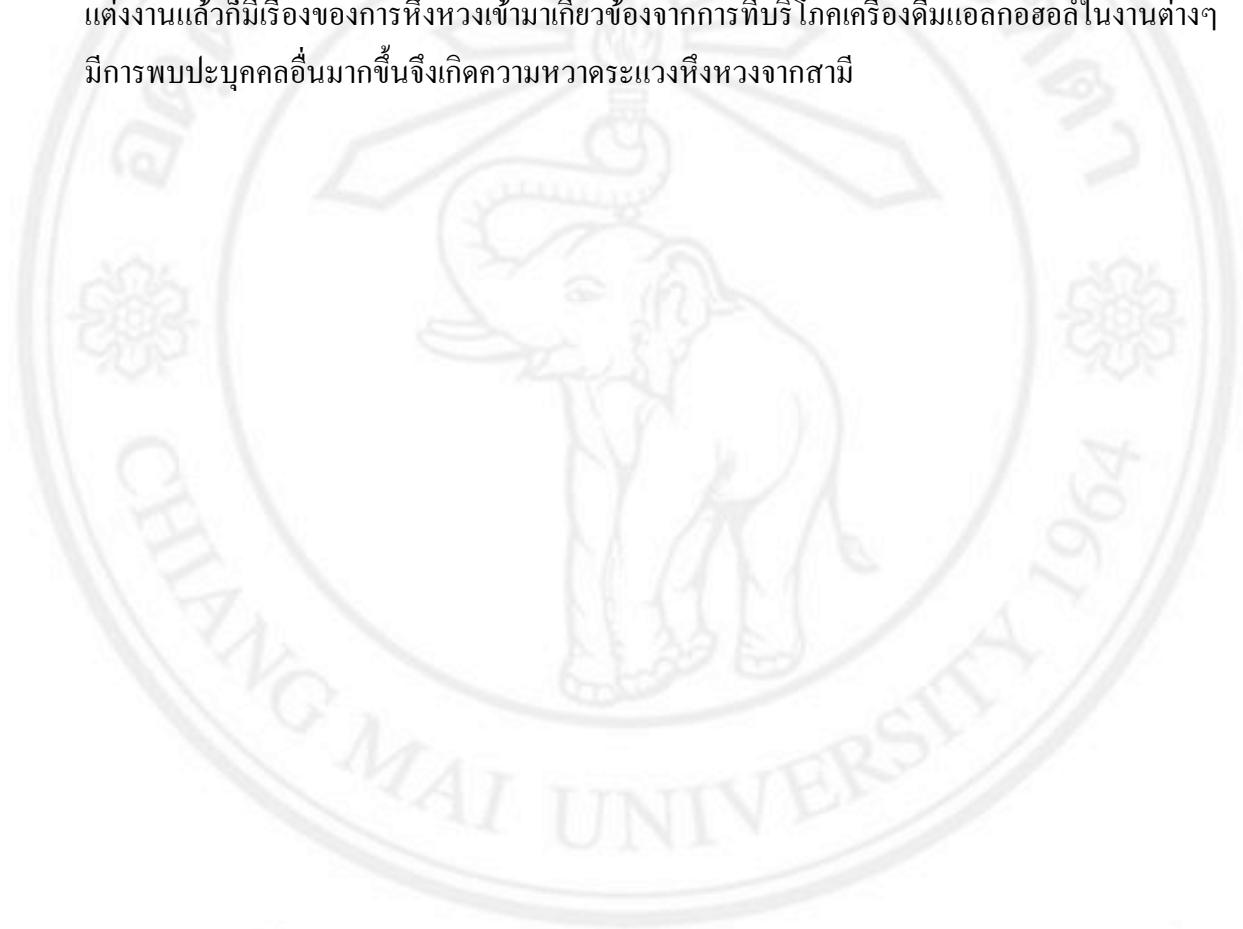 แต่งงานแล้วก็มีเรื่องของการหึงหวงเข้ามาเกี่ยวข้องจากการที่บริโภคเครื่องดื่มแอลกอฮอล์ในงานต่างๆ
มีการพบปะบุคคลอื่นมากขึ้นจึงเกิดความหวาดระแวงหึงหวงจากสามี
CHIANG MAI UNIVERSITY 1964